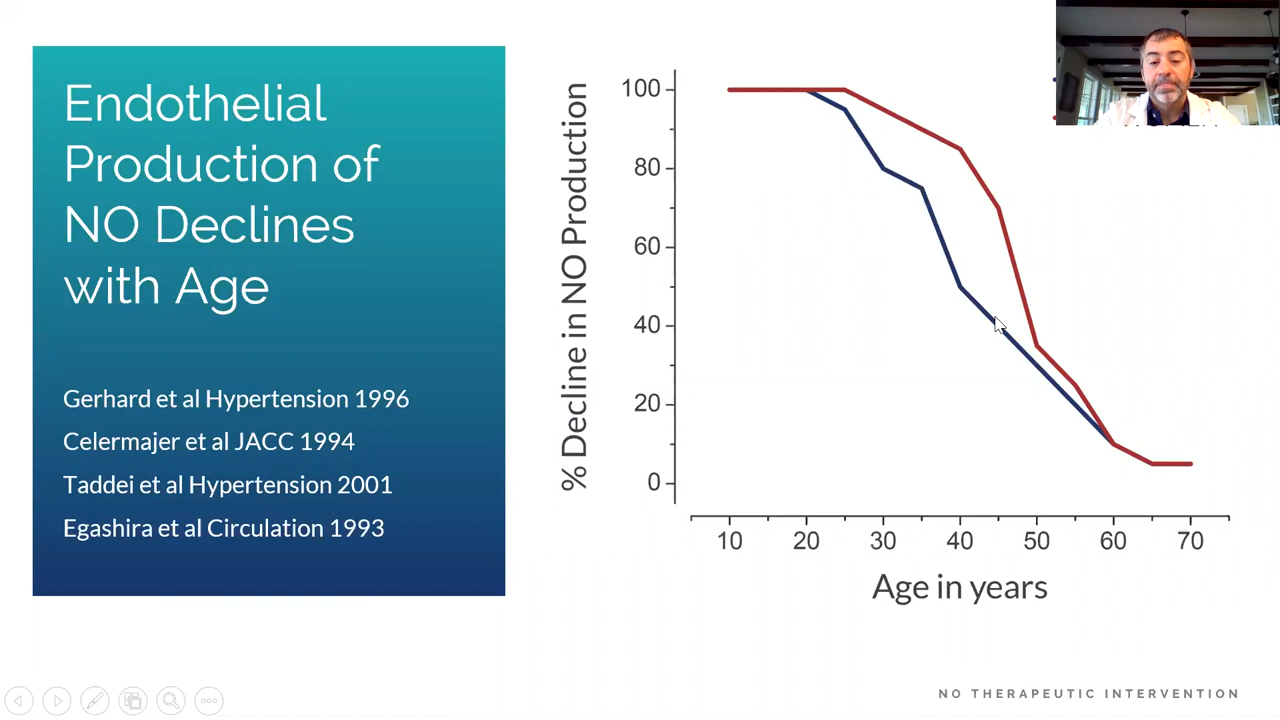 Endothelial
Production of
NO Declines
with Age
Gerhard et al Hypertension 1996
Celermajer et al JACC 1994
Taddei et al Hypertension 2001
Egashira et al Circulation 1993
% Decline in NO Production
100
80
60
40
20
0
10 20 30 40 50 60 70
Age in years
NO THERAPEUTIC INTERVENTION